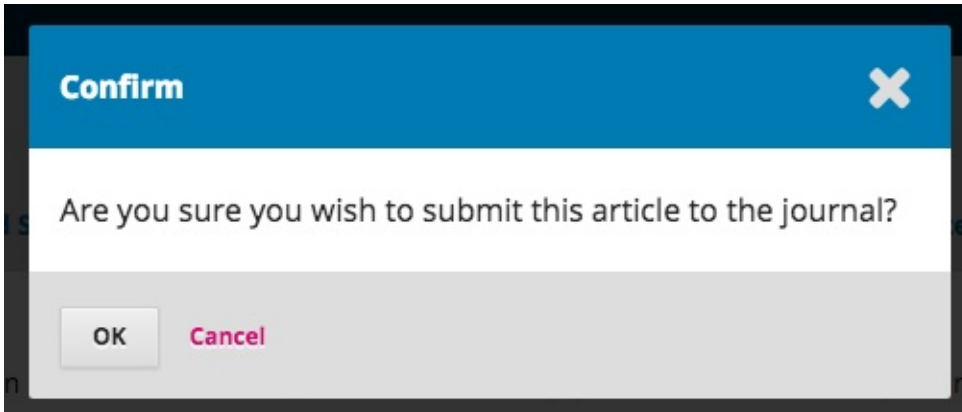 Confirm
Are you sure you wish to submit this article to the journal?
OK Cancel